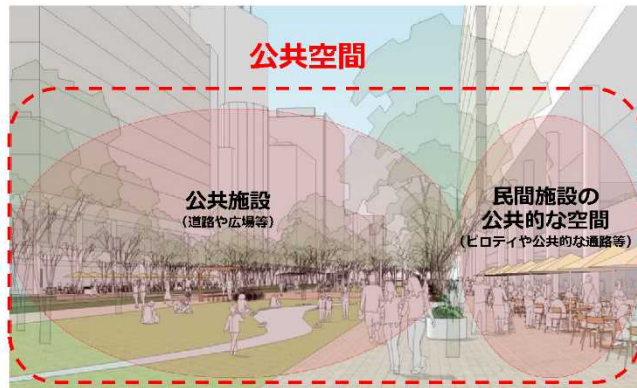 公共空間
公共施設
（道路や広場等）
民間施設の
公共的な空間
（ピロティや公共的な通路等）